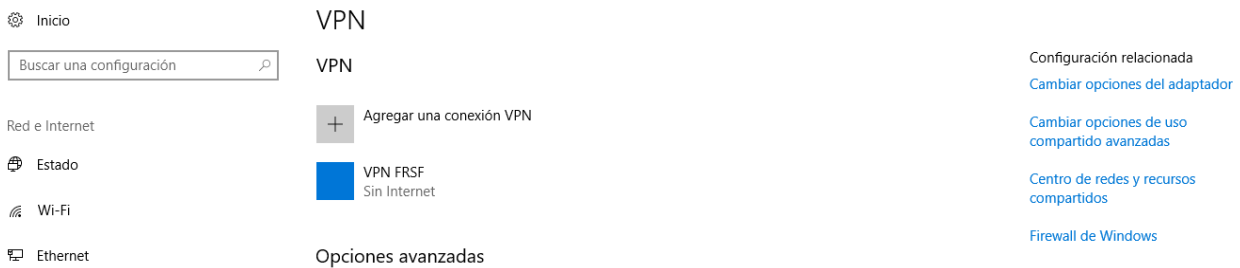 Inicio
Buscar una configuración
Red e Internet
Estado
Wi-Fi
Ethernet
VPN
VPN
Agregar una conexión VPN
VPN FRSF
Sin Internet
Opciones avanzadas
Configuración relacionada
Cambiar opciones del adaptador
Cambiar opciones de uso
compartido avanzadas
Centro de redes y recursos
compartidos
Firewall de Windows